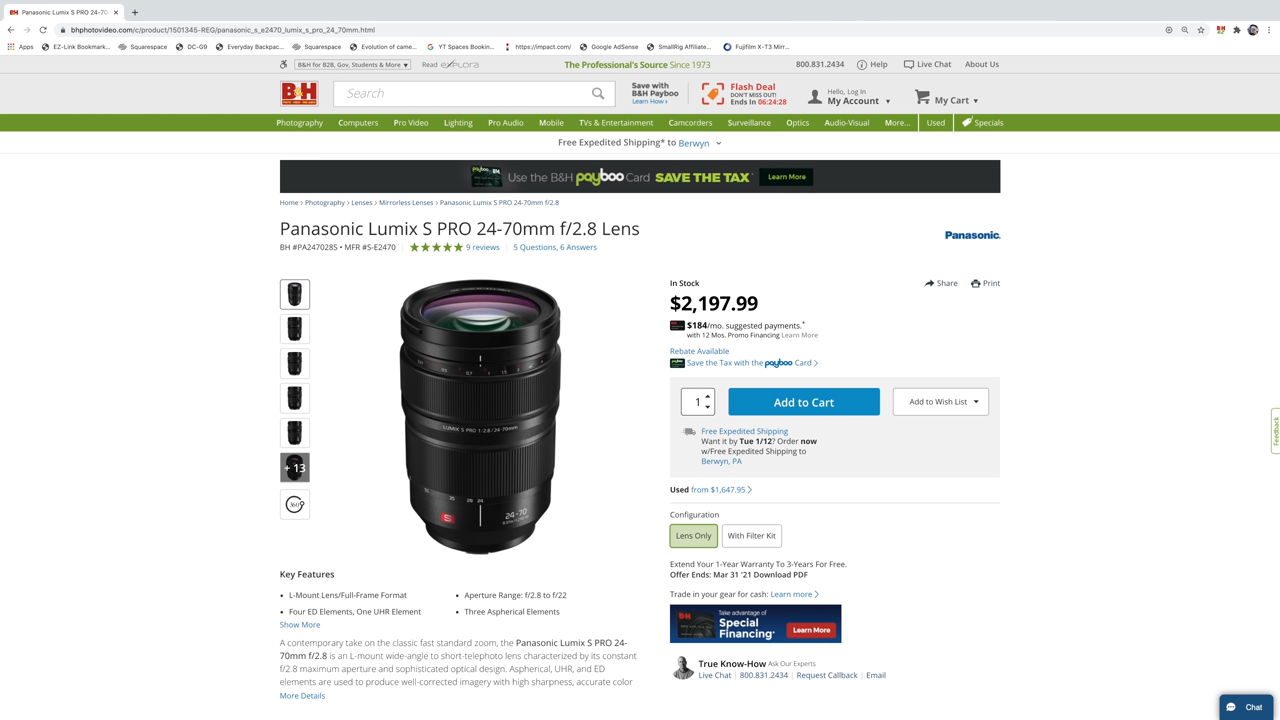 Panasonic Lumix S PRO 24-70
bhphotovideo.com/c/product/1501345-REG/panasonic_s_e2470_lumix_s_pro_24_70mm.html
Apps EZ-Link Bookmark... Squarespace DC-G9 Everyday Backpac... Squarespace Evolution of came... YT Spaces Bookin... https://impact.com/ Google AdSense SmallRig Affiliate... Fujifilm X-T3 Mirr...
B&H for B2B, Gov, Students & More Read eXPLORA The Professional's Source Since 1973 800.831.2434 Help Live Chat About Us
B&H
Search
Save with
B&H Payboo
Learn How ›
Flash Deal
DON'T MISS OUT!
Ends In 06:24:28
Hello, Log In
My Account
My Cart
Photography Computers Pro Video Lighting Pro Audio Mobile TVs & Entertainment Camcorders Surveillance Optics Audio-Visual More... Used Specials
Free Expedited Shipping* to Berwyn
Use the B&H payboo Card SAVE THE TAX* Learn More
Home › Photography › Lenses › Mirrorless Lenses › Panasonic Lumix S PRO 24-70mm f/2.8
Panasonic Lumix S PRO 24-70mm f/2.8 Lens
BH #PA247028S • MFR #S-E2470 9 reviews 5 Questions, 6 Answers
Panasonic.
+ 13
360°
LUMIX S PRO 1:2.8/24-70mm
50 35 28 24
S
24-70
Key Features
• L-Mount Lens/Full-Frame Format
• Aperture Range: f/2.8 to f/22
• Four ED Elements, One UHR Element
• Three Aspherical Elements
Show More
A contemporary take on the classic fast standard zoom, the Panasonic Lumix S PRO 24-
70mm f/2.8 is an L-mount wide-angle to short-telephoto lens characterized by its constant
f/2.8 maximum aperture and sophisticated optical design. Aspherical, UHR, and ED
elements are used to produce well-corrected imagery with high sharpness, accurate color
More Details
In Stock
Share Print
$2,197.99
$184/mo. suggested payments.*
with 12 Mos. Promo Financing Learn More
Rebate Available
Save the Tax with the payboo Card
1
Add to Cart
Add to Wish List
Free Expedited Shipping
Want it by Tue 1/12? Order now
w/Free Expedited Shipping to
Berwyn, PA
Used from $1,647.95
Configuration
Lens Only With Filter Kit
Extend Your 1-Year Warranty To 3-Years For Free.
Offer Ends: Mar 31 '21 Download PDF
Trade in your gear for cash: Learn more
B&H
Take advantage of
Special
Financing*
Learn More
True Know-How Ask Our Experts
Live Chat | 800.831.2434 | Request Callback | Email
Feedback
Chat